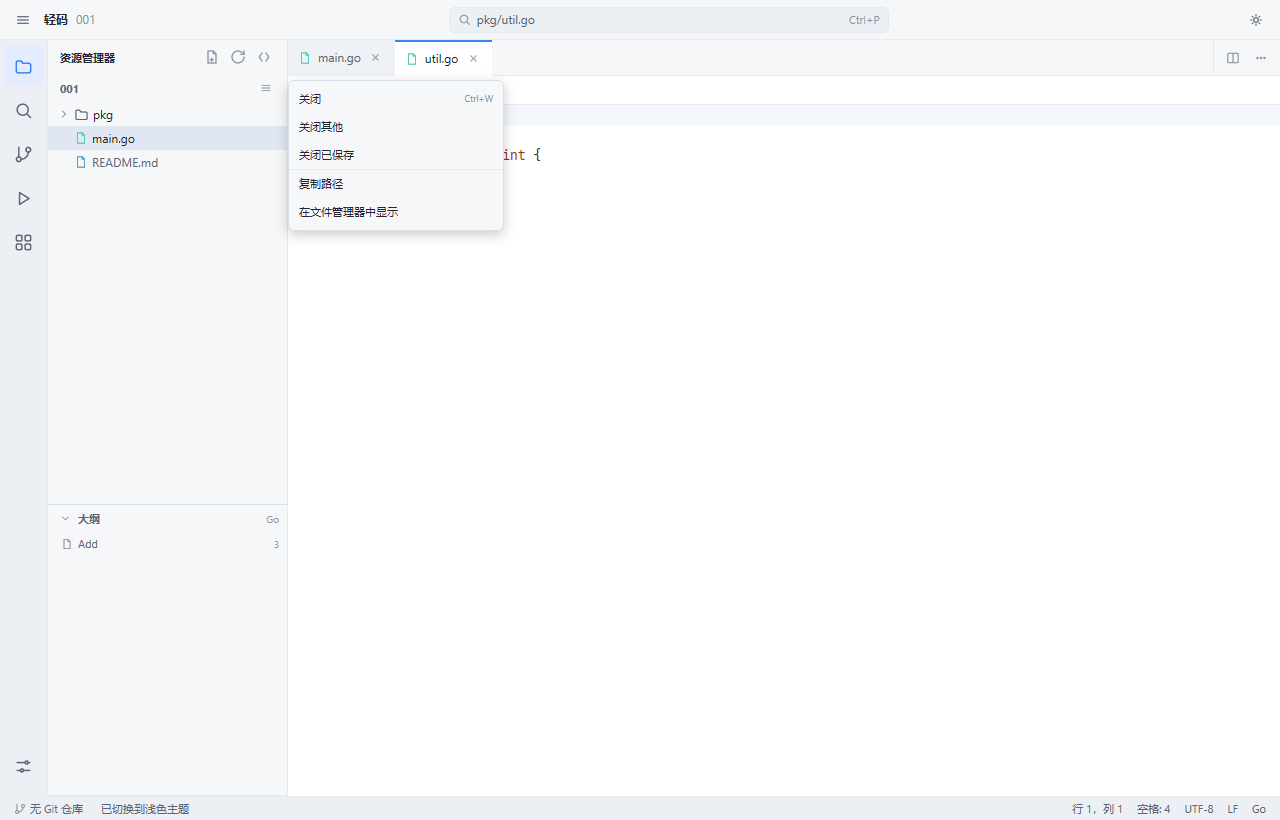 轻码 001
pkg/util.go Ctrl+P
资源管理器
main.go
util.go
001
关闭 Ctrl+W
关闭其他
关闭已保存
复制路径
在文件管理器中显示
pkg
main.go
README.md
int {
大纲 Go
Add 3
无 Git 仓库 已切换到浅色主题 行 1，列 1 空格: 4 UTF-8 LF Go